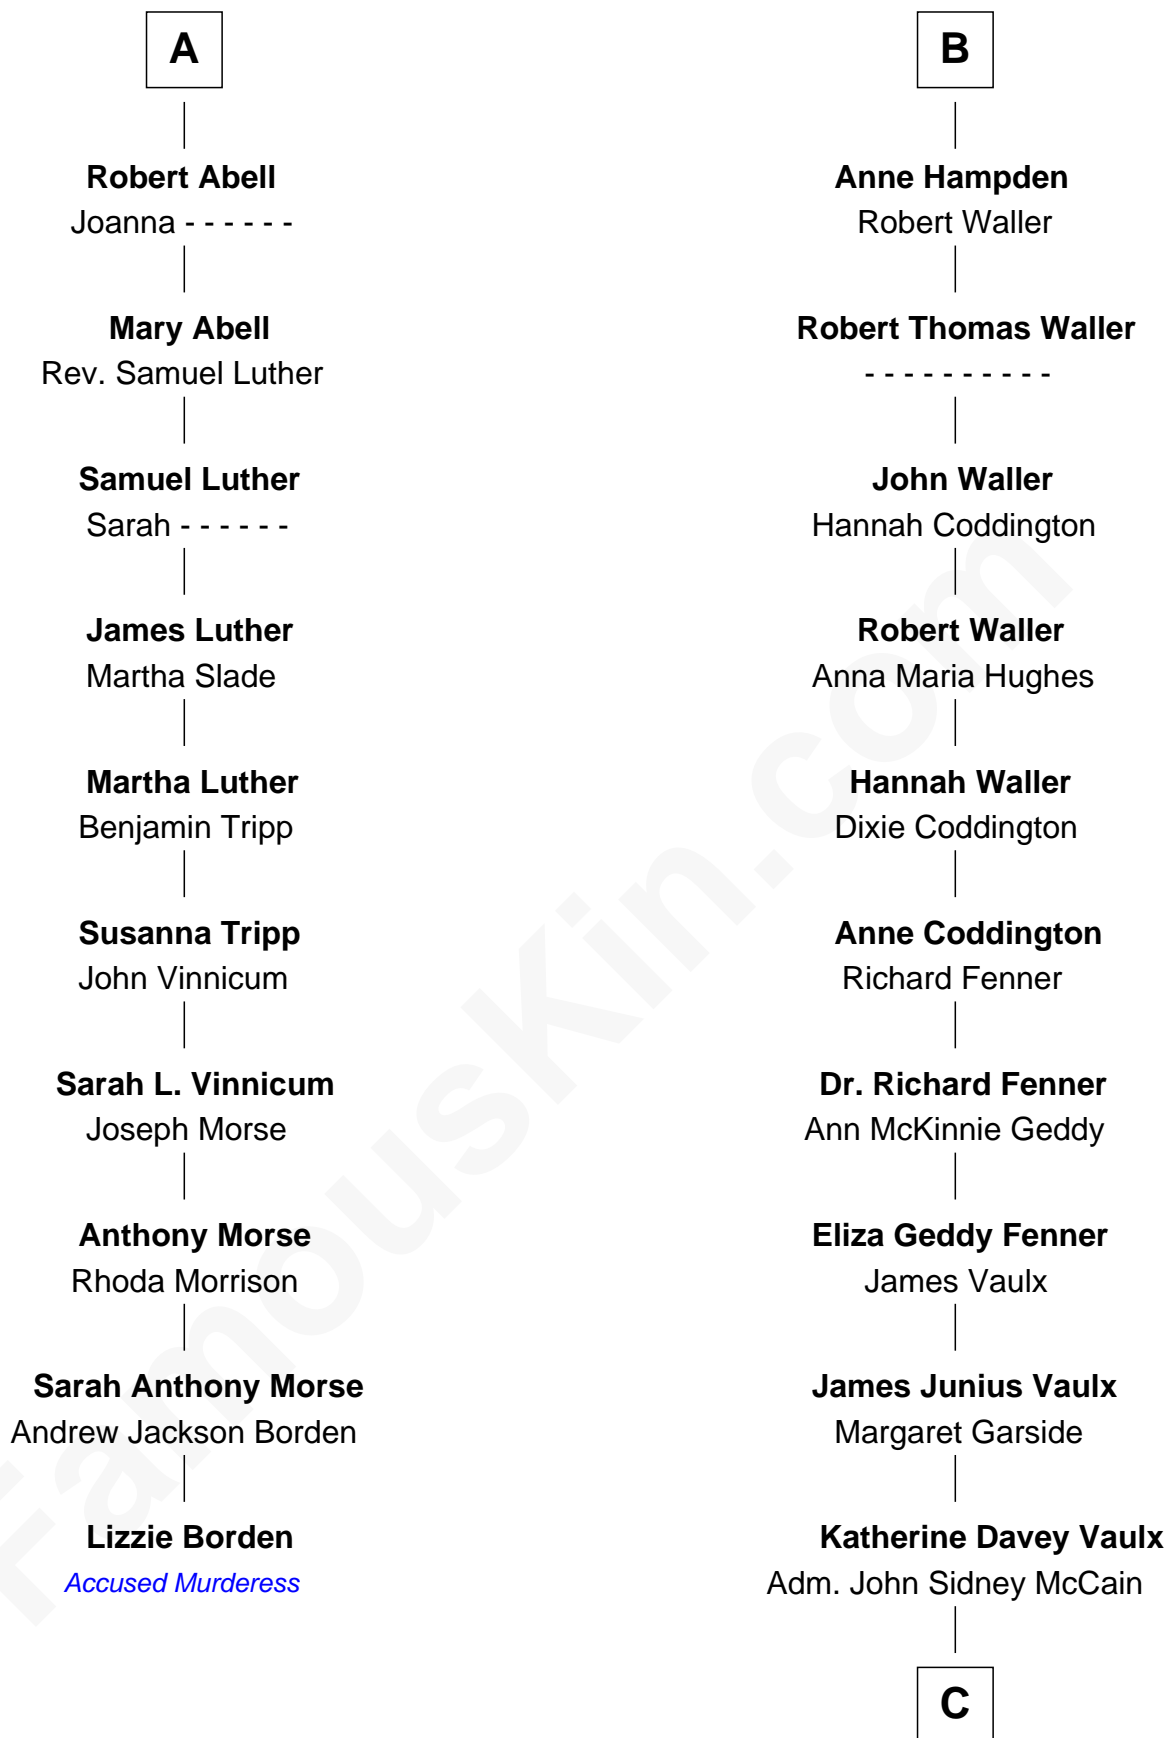 A
Robert Abell
Joanna - - - - - -
Mary Abell
Rev. Samuel Luther
Samuel Luther
Sarah - - - - - -
James Luther
Martha Slade
Martha Luther
Benjamin Tripp
Susanna Tripp
John Vinnicum
Sarah L. Vinnicum
Joseph Morse
Anthony Morse
Rhoda Morrison
Sarah Anthony Morse
Andrew Jackson Borden
Lizzie Borden
Accused Murderess
B
Anne Hampden
Robert Waller
Robert Thomas Waller
- - - - - - - - - -
John Waller
Hannah Coddington
Robert Waller
Anna Maria Hughes
Hannah Waller
Dixie Coddington
Anne Coddington
Richard Fenner
Dr. Richard Fenner
Ann McKinnie Geddy
Eliza Geddy Fenner
James Vaulx
James Junius Vaulx
Margaret Garside
Katherine Davey Vaulx
Adm. John Sidney McCain
C
FamousKin.com